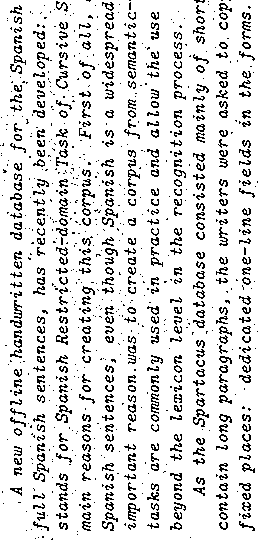 A new offline handwritten database for the Spanish
full Spanish sentences, has recently been developed:
stands for Spanish Restricted-domain Task of Cursive S
main reasons for creating this corpus. First of all,
Spanish sentences, even though Spanish is a widespread
important reason was to create a corpus from semantic-
tasks are commonly used in practice and allow the use
beyond the lexicon level in the recognition process.
As the Spartacus database consisted mainly of short
contain long paragraphs, the writers were asked to copy
fixed places: dedicated one-line fields in the forms.